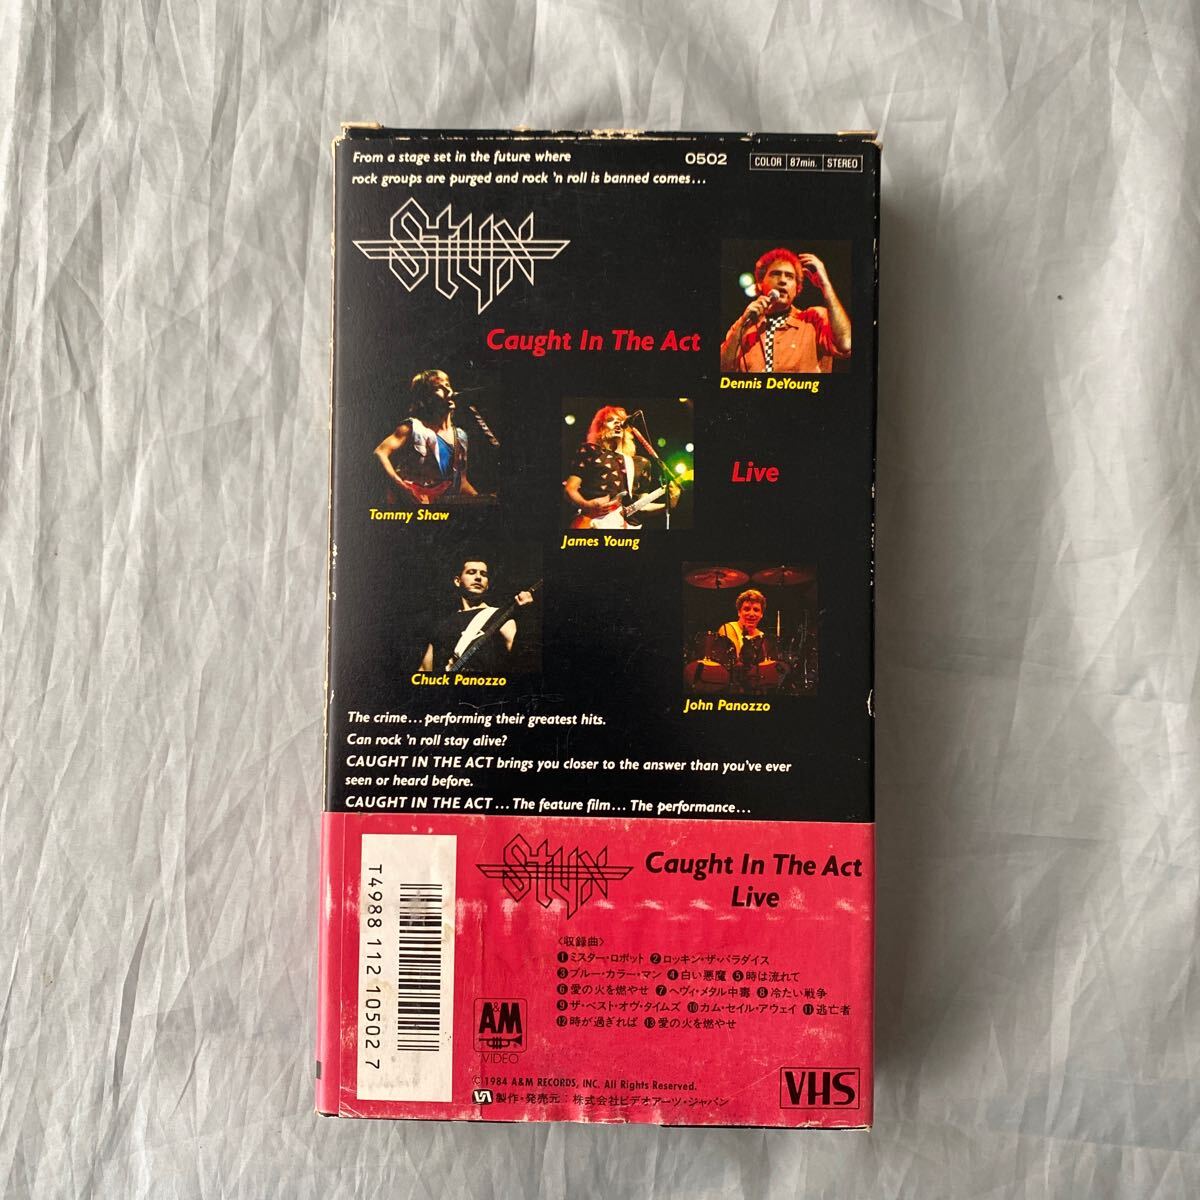 From a stage set in the future where
rock groups are purged and rock 'n roll is banned comes...
0502
COLOR 87min. STEREO
Styx
Caught In The Act
Dennis DeYoung
Live
Tommy Shaw
James Young
Chuck Panozzo
John Panozzo
The crime... performing their greatest hits.
Can rock 'n roll stay alive?
CAUGHT IN THE ACT brings you closer to the answer than you've ever
seen or heard before.
CAUGHT IN THE ACT... The feature film... The performance...
T4988 112 10502 7
Styx
Caught In The Act
Live
〈収録曲〉
❶ミスター・ロボット ❷ロッキン・ザ・パラダイス
❸ブルー・カラー・マン ❹白い悪魔 ❺時は流れて
❻愛の火を燃やせ ❼ヘヴィ・メタル中毒 ❽冷たい戦争
❾ザ・ベスト・オヴ・タイムズ ❿カム・セイル・アウェイ ⓫逃亡者
⓬時が過ぎれば ⓭愛の火を燃やせ
A&M
VIDEO
© 1984 A&M RECORDS, INC. All Rights Reserved.
製作・発売元：株式会社ビデオアーツ・ジャパン
VHS